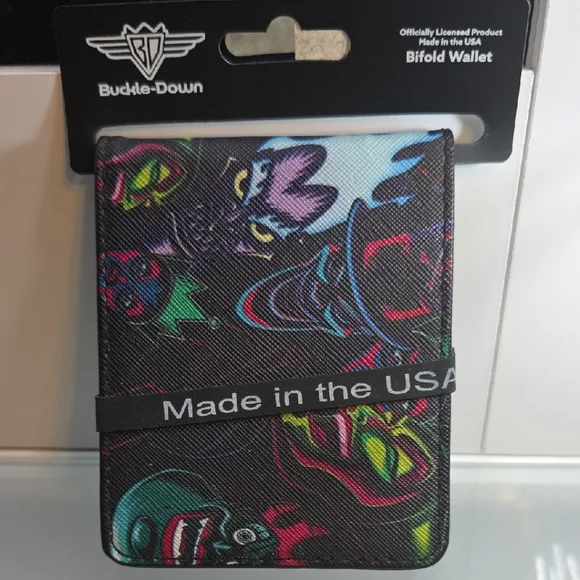 BD
Buckle-Down
Officially Licensed Product
Made in the USA
Bifold Wallet
Made in the USA